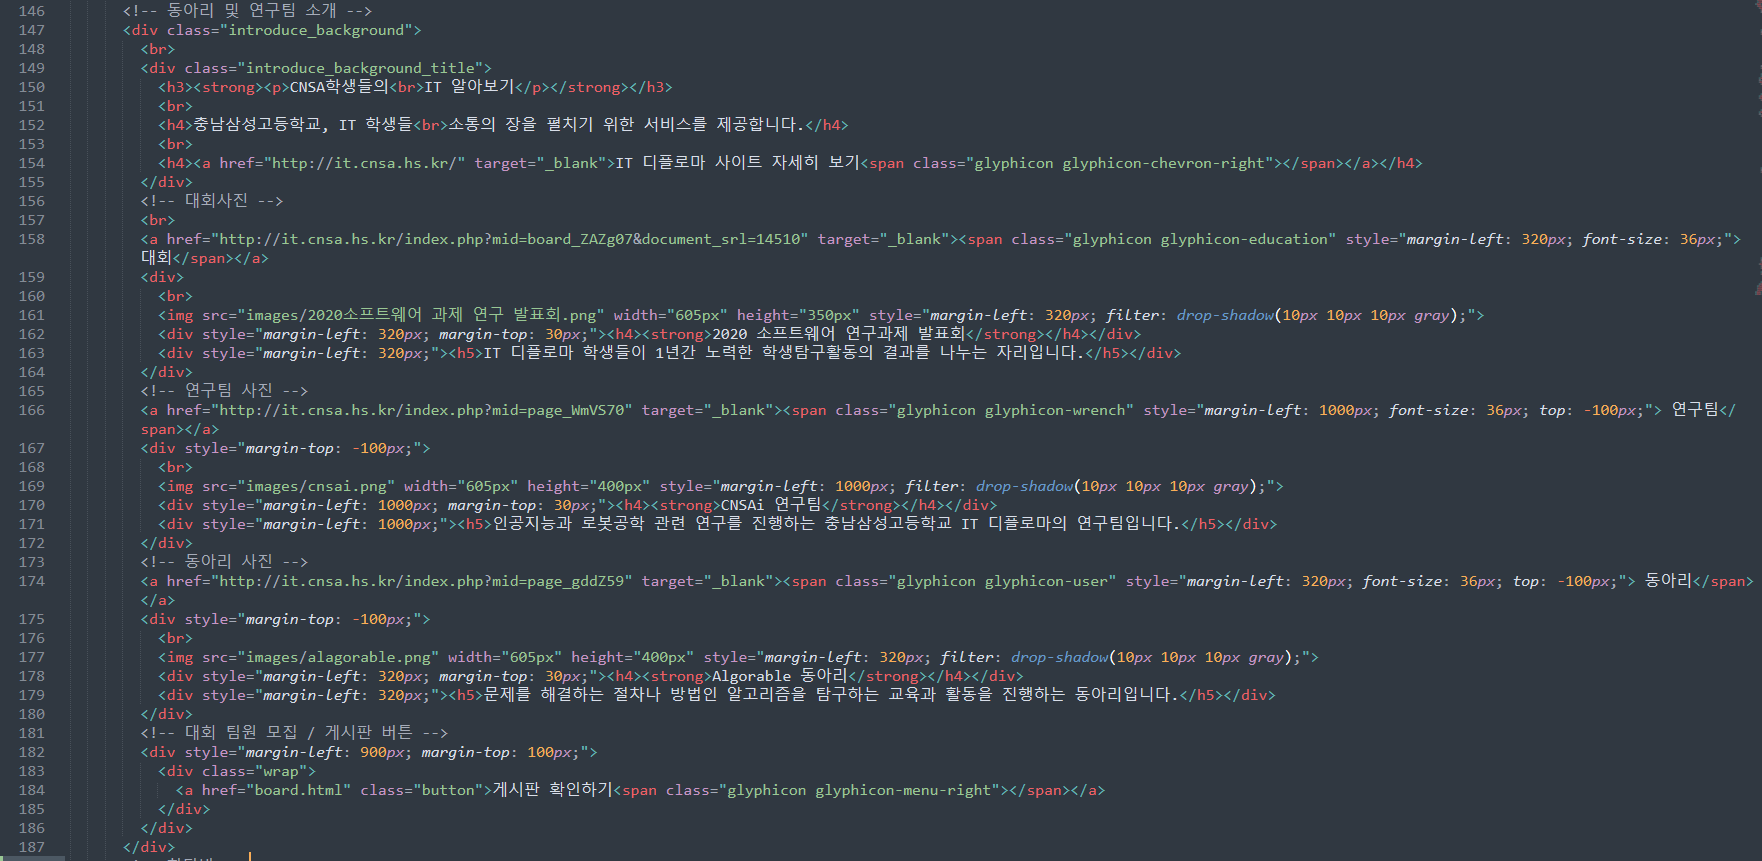 146 <!-- 동아리 및 연구팀 소개 -->
147 <div class="introduce_background">
148 <br>
149 <div class="introduce_background_title">
150 <h3><strong><p>CNSA학생들의<br>IT 알아보기</p></strong></h3>
151 <br>
152 <h4>충남삼성고등학교, IT 학생들<br>소통의 장을 펼치기 위한 서비스를 제공합니다.</h4>
153 <br>
154 <h4><a href="http://it.cnsa.hs.kr/" target="_blank">IT 디플로마 사이트 자세히 보기<span class="glyphicon glyphicon-chevron-right"></span></a></h4>
155 </div>
156 <!-- 대회사진 -->
157 <br>
158 <a href="http://it.cnsa.hs.kr/index.php?mid=board_ZAZg07&document_srl=14510" target="_blank"><span class="glyphicon glyphicon-education" style="margin-left: 320px; font-size: 36px;">
대회</span></a>
159 <div>
160 <br>
161 <img src="images/2020소프트웨어 과제 연구 발표회.png" width="605px" height="350px" style="margin-left: 320px; filter: drop-shadow(10px 10px 10px gray);">
162 <div style="margin-left: 320px; margin-top: 30px;"><h4><strong>2020 소프트웨어 연구과제 발표회</strong></h4></div>
163 <div style="margin-left: 320px;"><h5>IT 디플로마 학생들이 1년간 노력한 학생탐구활동의 결과를 나누는 자리입니다.</h5></div>
164 </div>
165 <!-- 연구팀 사진 -->
166 <a href="http://it.cnsa.hs.kr/index.php?mid=page_WmVS70" target="_blank"><span class="glyphicon glyphicon-wrench" style="margin-left: 1000px; font-size: 36px; top: -100px;"> 연구팀</
span></a>
167 <div style="margin-top: -100px;">
168 <br>
169 <img src="images/cnsai.png" width="605px" height="400px" style="margin-left: 1000px; filter: drop-shadow(10px 10px 10px gray);">
170 <div style="margin-left: 1000px; margin-top: 30px;"><h4><strong>CNSAi 연구팀</strong></h4></div>
171 <div style="margin-left: 1000px;"><h5>인공지능과 로봇공학 관련 연구를 진행하는 충남삼성고등학교 IT 디플로마의 연구팀입니다.</h5></div>
172 </div>
173 <!-- 동아리 사진 -->
174 <a href="http://it.cnsa.hs.kr/index.php?mid=page_gddZ59" target="_blank"><span class="glyphicon glyphicon-user" style="margin-left: 320px; font-size: 36px; top: -100px;"> 동아리</span>
</a>
175 <div style="margin-top: -100px;">
176 <br>
177 <img src="images/alagorable.png" width="605px" height="400px" style="margin-left: 320px; filter: drop-shadow(10px 10px 10px gray);">
178 <div style="margin-left: 320px; margin-top: 30px;"><h4><strong>Algorable 동아리</strong></h4></div>
179 <div style="margin-left: 320px;"><h5>문제를 해결하는 절차나 방법인 알고리즘을 탐구하는 교육과 활동을 진행하는 동아리입니다.</h5></div>
180 </div>
181 <!-- 대회 팀원 모집 / 게시판 버튼 -->
182 <div style="margin-left: 900px; margin-top: 100px;">
183 <div class="wrap">
184 <a href="board.html" class="button">게시판 확인하기<span class="glyphicon glyphicon-menu-right"></span></a>
185 </div>
186 </div>
187 </div>